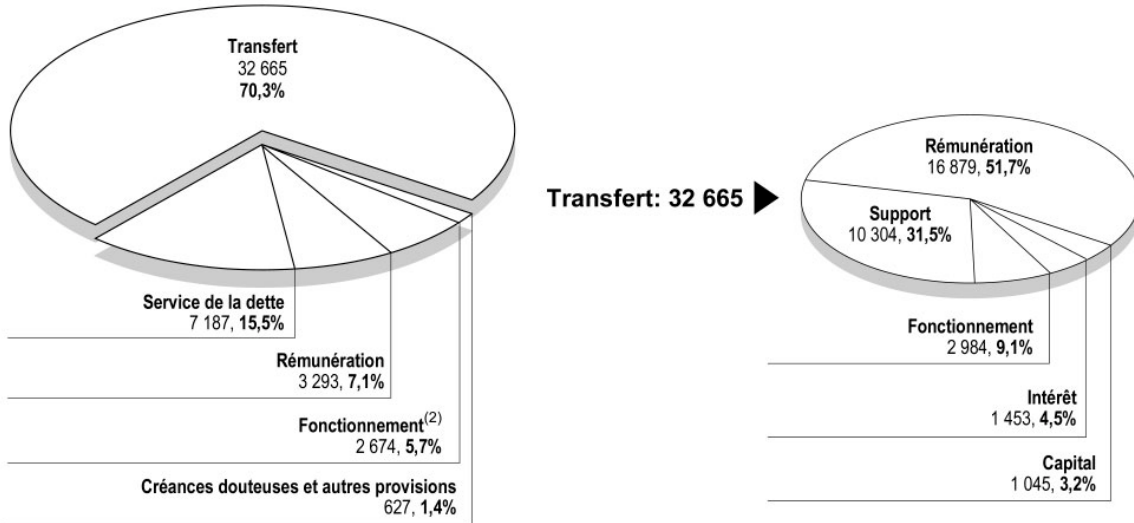 Transfert
32 665
70,3%
Service de la dette
7 187, 15,5%
Rémunération
3 293, 7,1%
Fonctionnement(2)
2 674, 5,7%
Créances douteuses et autres provisions
627, 1,4%
Transfert: 32 665
Rémunération
16 879, 51,7%
Support
10 304, 31,5%
Fonctionnement
2 984, 9,1%
Intérêt
1 453, 4,5%
Capital
1 045, 3,2%